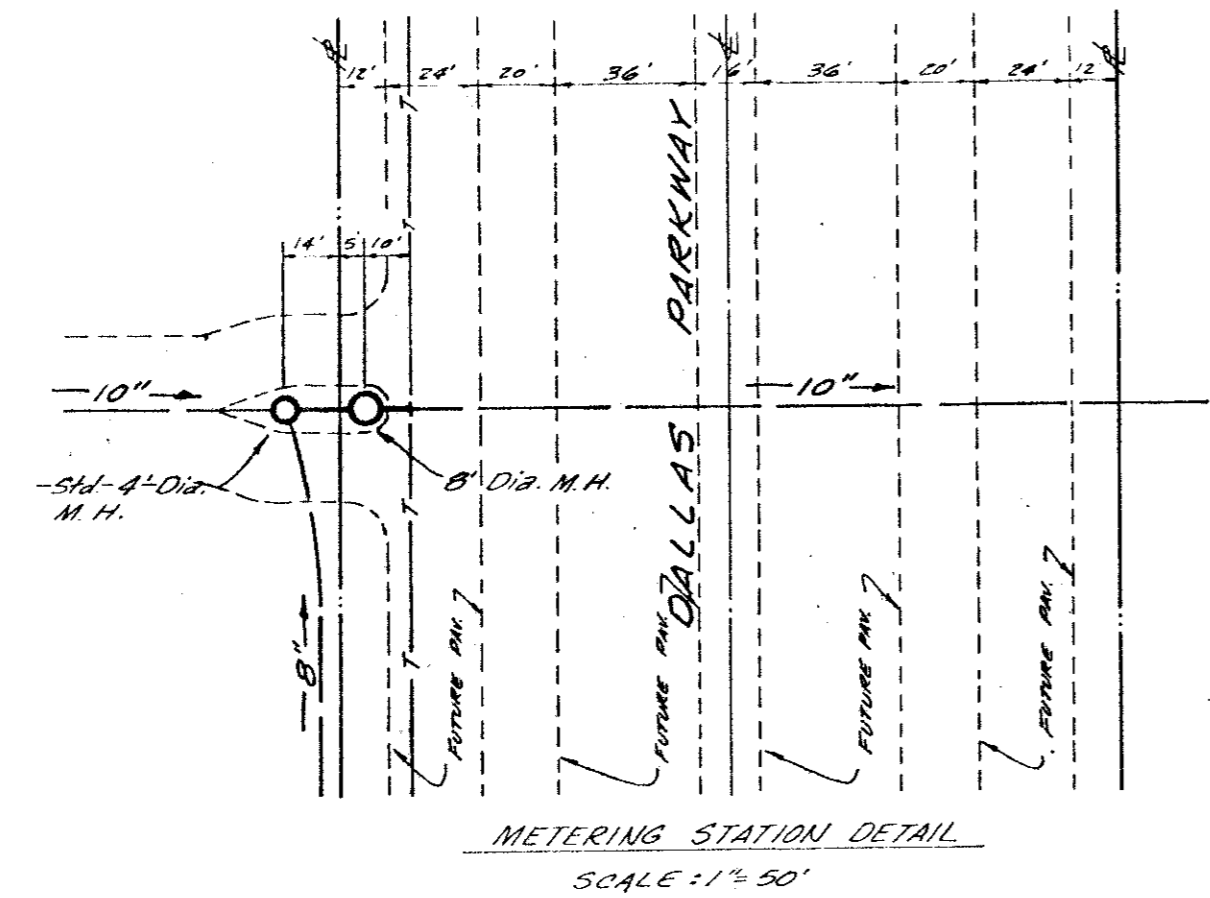 ℄
℄
℄
12' 24' 20' 36' 16' 36' 20' 24' 12
T
T
14' 5' 10'
DALLAS PARKWAY
10"
10"
-Std-4'-Dia.
M.H.
8' Dia. M.H.
T
T
8"
FUTURE PAV.
FUTURE PAV.
FUTURE PAV.
FUTURE PAV.
METERING STATION DETAIL
SCALE : 1"= 50'